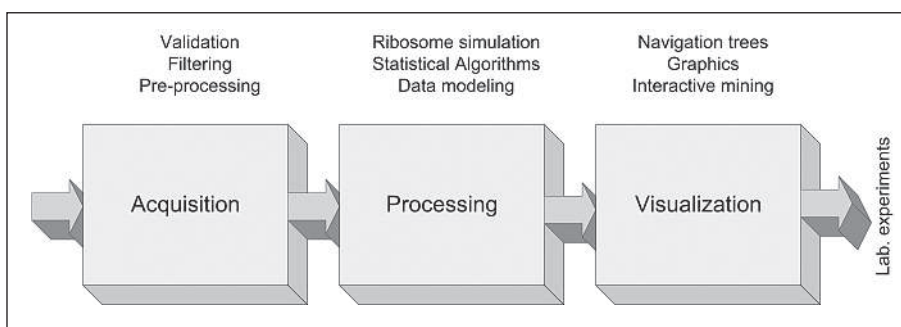 Validation
Filtering
Pre-processing
Ribosome simulation
Statistical Algorithms
Data modeling
Navigation trees
Graphics
Interactive mining
Acquisition
Processing
Visualization
Lab. experiments